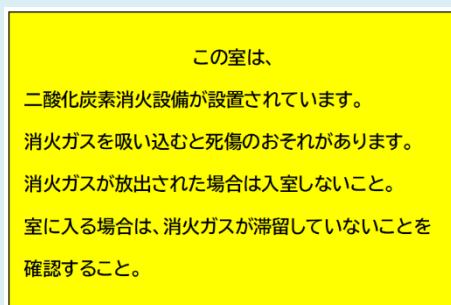 この室は、
二酸化炭素消火設備が設置されています。
消火ガスを吸い込むと死傷のおそれがあります。
消火ガスが放出された場合は入室しないこと。
室に入る場合は、消火ガスが滞留していないことを
確認すること。